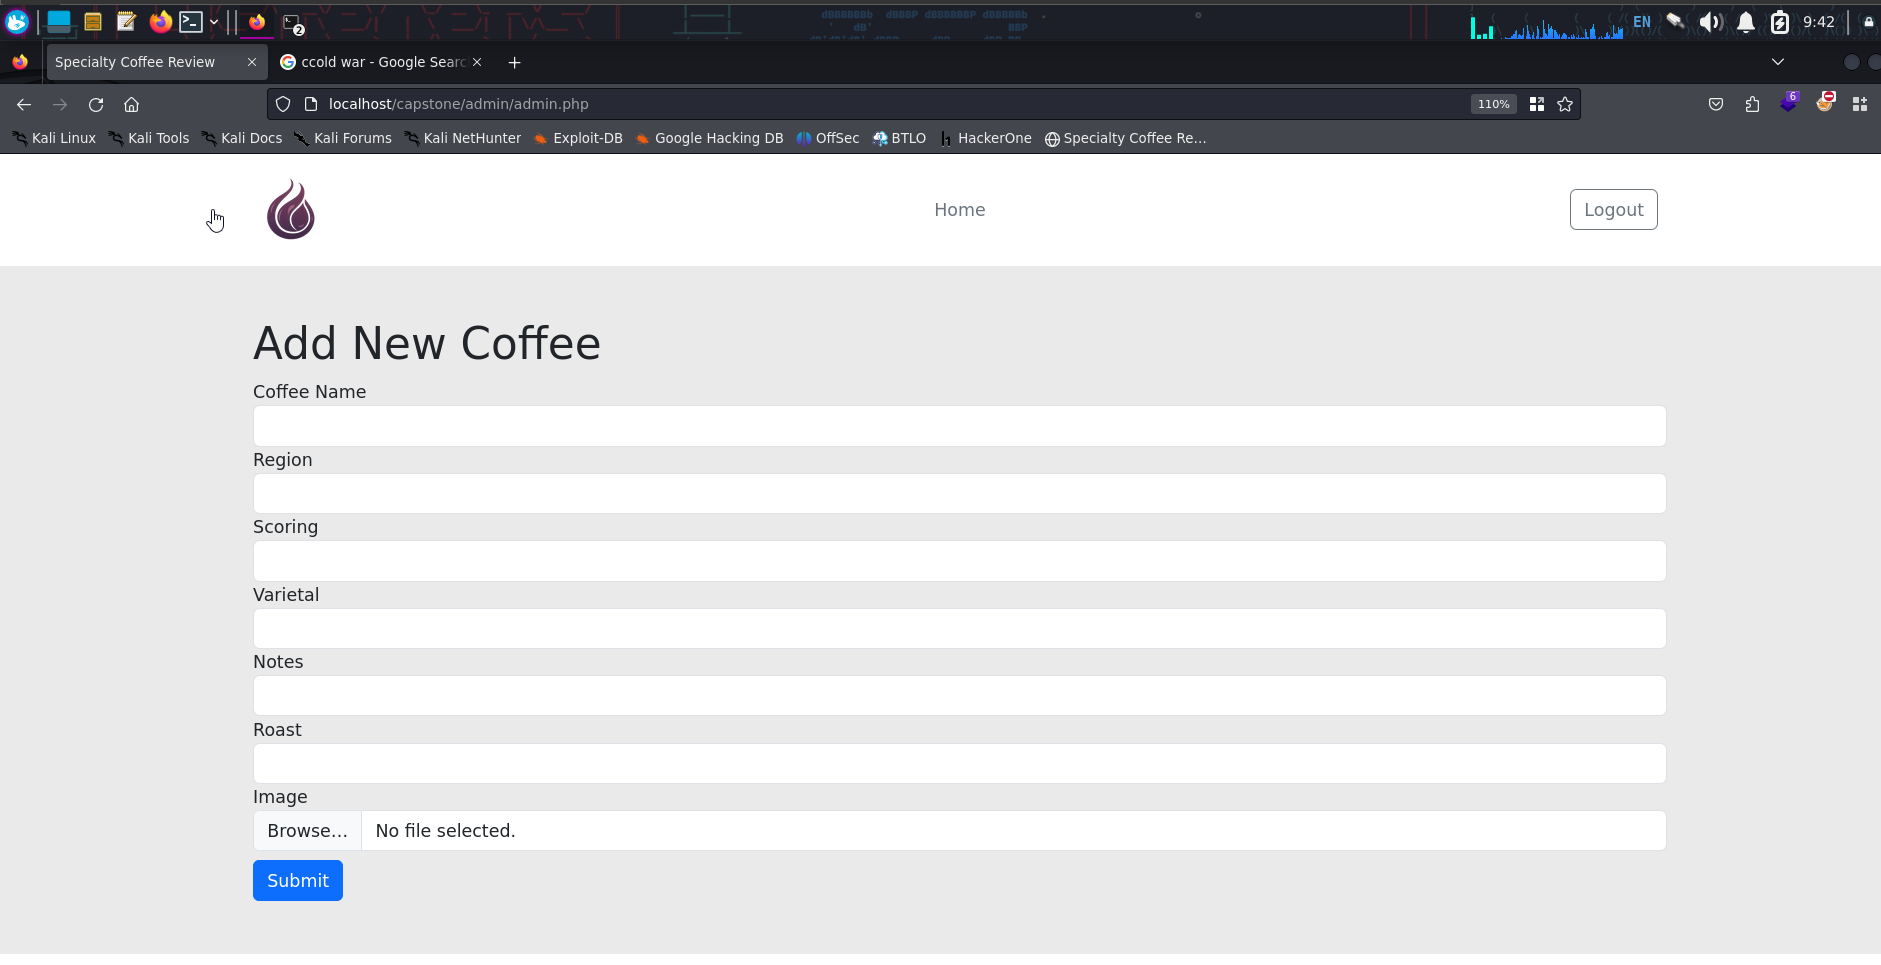 2
EN
9:42
Specialty Coffee Review
ccold war - Google Searc
localhost/capstone/admin/admin.php
110%
6
Kali Linux Kali Tools Kali Docs Kali Forums Kali NetHunter Exploit-DB Google Hacking DB OffSec BTLO HackerOne Specialty Coffee Re...
Home
Logout
Add New Coffee
Coffee Name
Region
Scoring
Varietal
Notes
Roast
Image
Browse... No file selected.
Submit